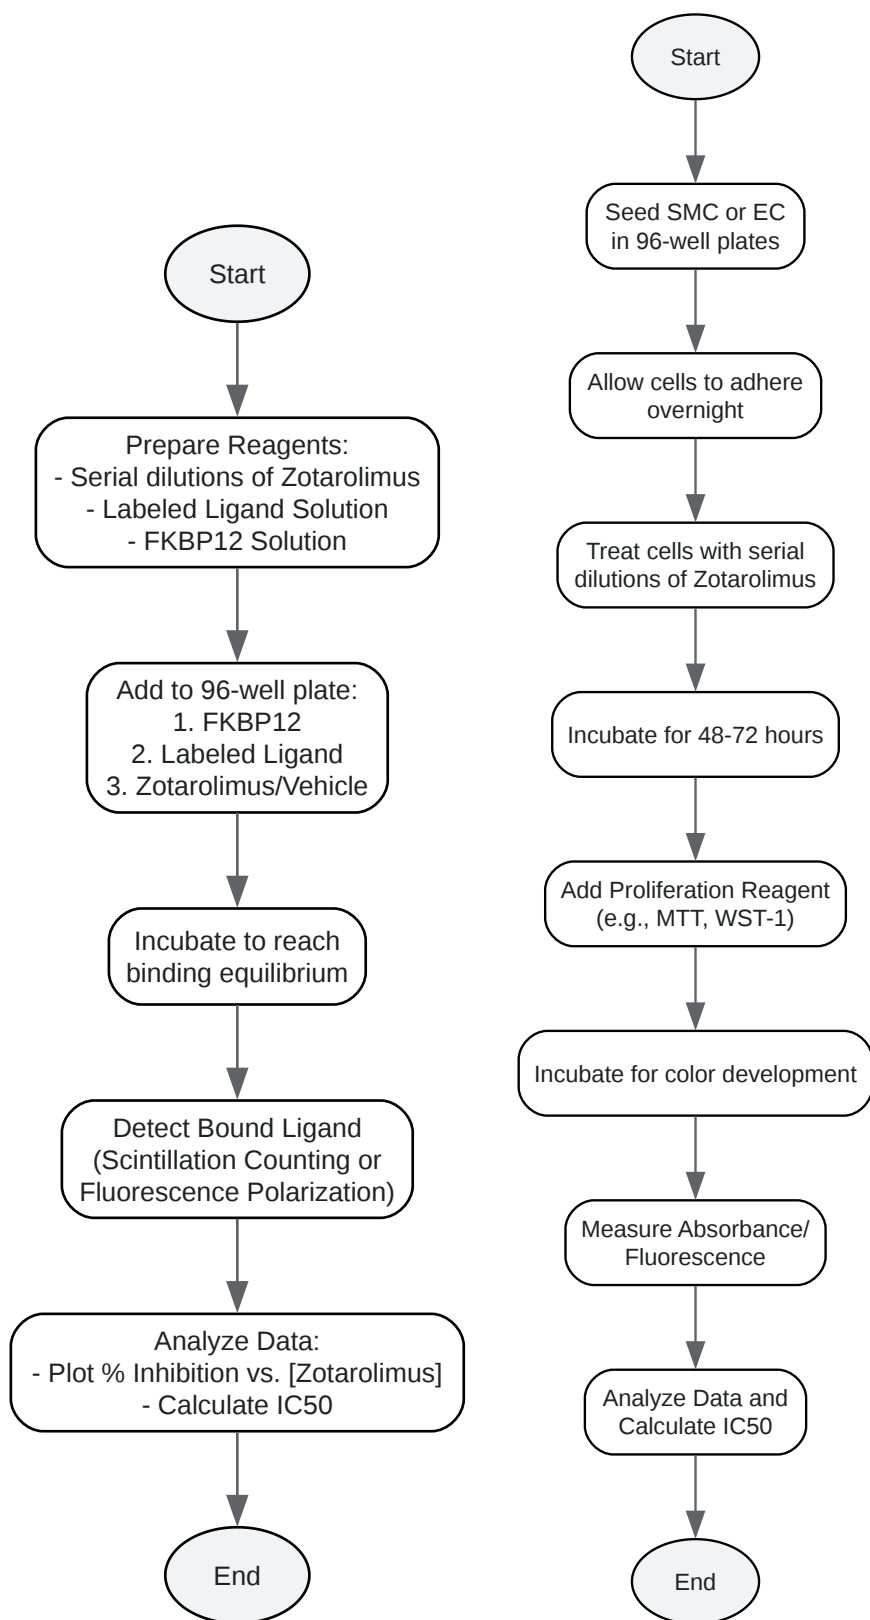 Start
Prepare Reagents:
- Serial dilutions of Zotarolimus
- Labeled Ligand Solution
- FKBP12 Solution
Add to 96-well plate:
1. FKBP12
2. Labeled Ligand
3. Zotarolimus/Vehicle
Incubate to reach
binding equilibrium
Detect Bound Ligand
(Scintillation Counting or
Fluorescence Polarization)
Analyze Data:
- Plot % Inhibition vs. [Zotarolimus]
- Calculate IC50
End
Start
Seed SMC or EC
in 96-well plates
Allow cells to adhere
overnight
Treat cells with serial
dilutions of Zotarolimus
Incubate for 48-72 hours
Add Proliferation Reagent
(e.g., MTT, WST-1)
Incubate for color development
Measure Absorbance/
Fluorescence
Analyze Data and
Calculate IC50
End